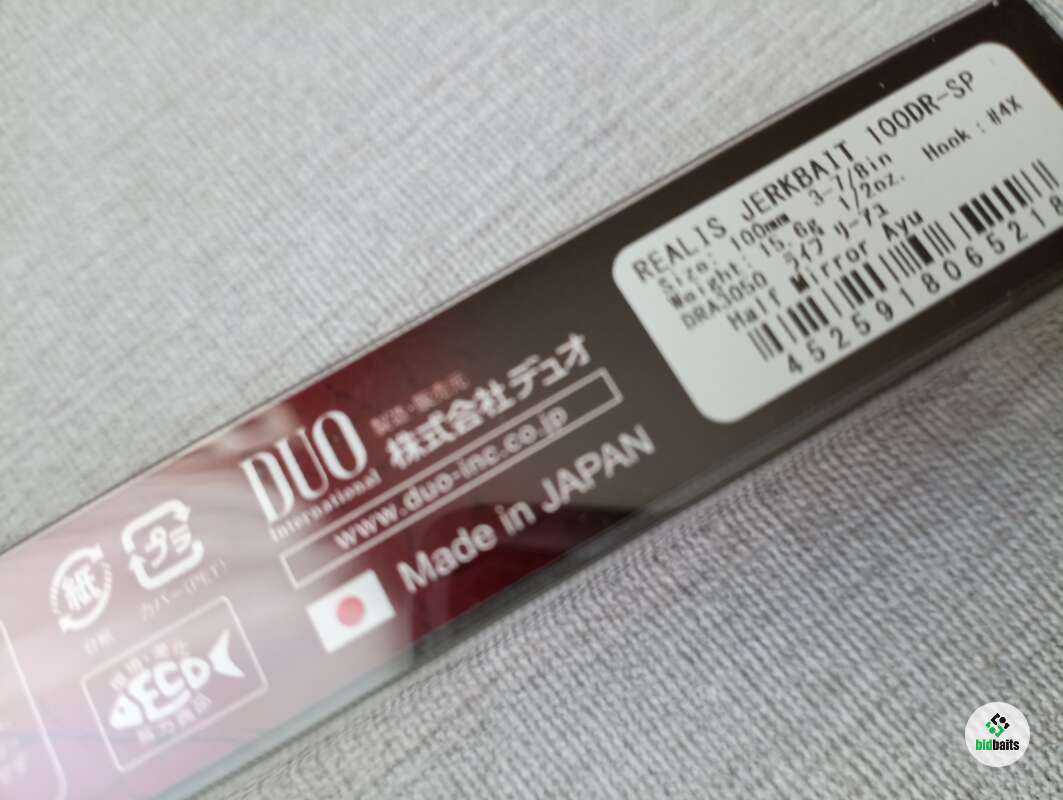 REALIS JERKBAIT 100DR-SP
Size: 100mm 3-7/8in
Weight: 15.6g 1/2oz. Hook:#4X
DRA3050 ライブリーアユ
Half Mirror Ayu
4525918065218
DUO
International
製造・販売元
株式会社デュオ
www.duo-inc.co.jp
Made in JAPAN
紙
プラ
カバー(PET)
台紙
ECO
bidbaits